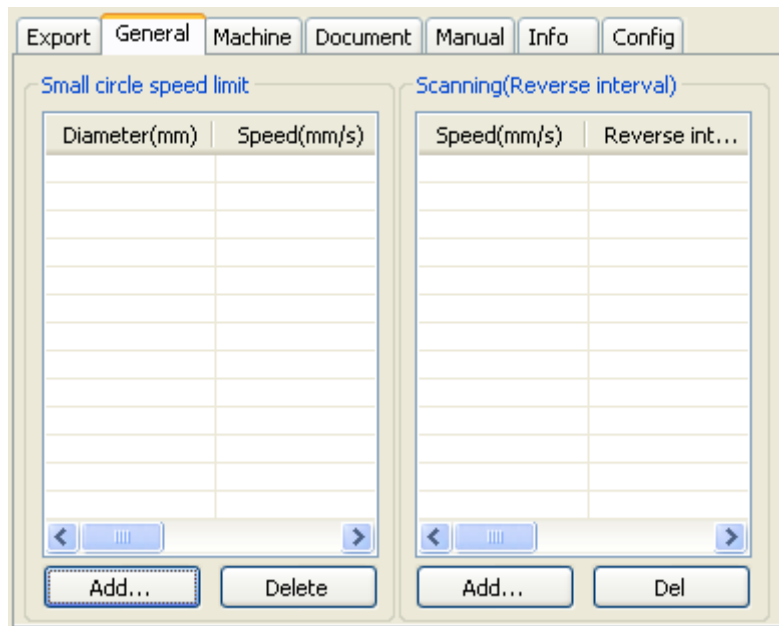 Export General Machine Document Manual Info Config
Small circle speed limit Scanning(Reverse interval)
Diameter(mm) Speed(mm/s) Speed(mm/s) Reverse int...
Add... Delete Add... Del